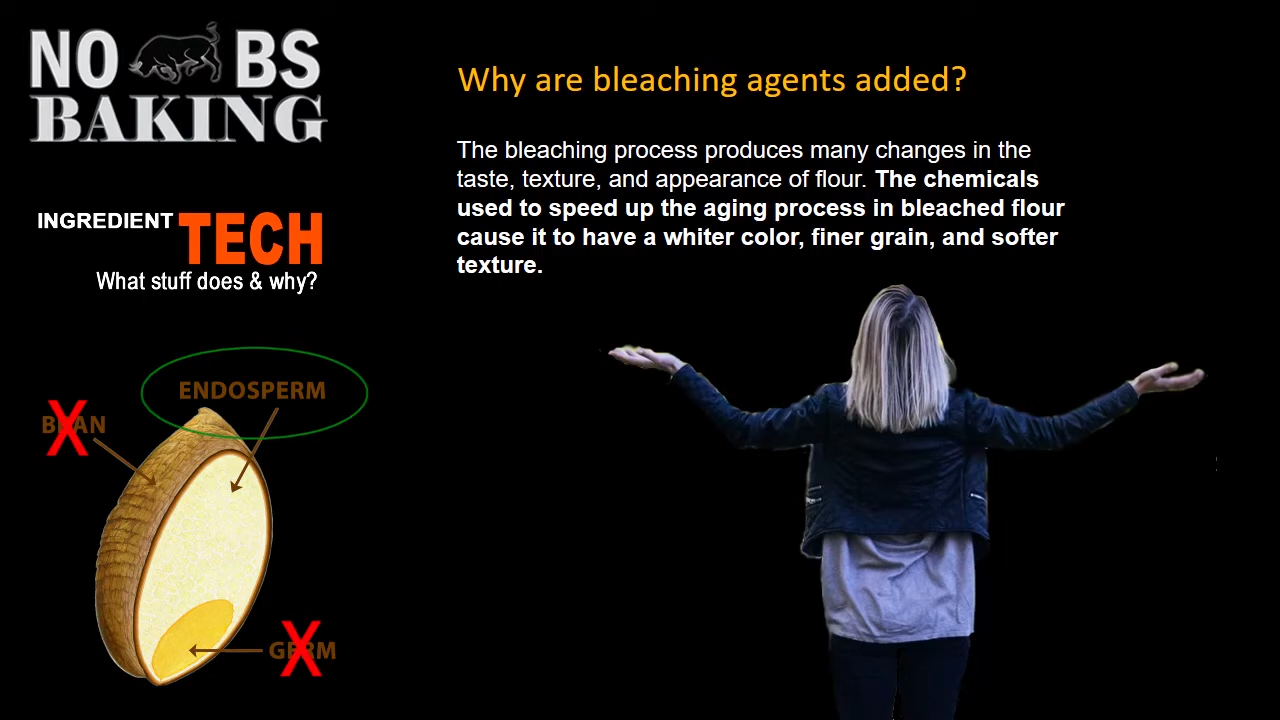 NO BS
BAKING
INGREDIENT TECH
What stuff does & why?
Why are bleaching agents added?
The bleaching process produces many changes in the
taste, texture, and appearance of flour. The chemicals
used to speed up the aging process in bleached flour
cause it to have a whiter color, finer grain, and softer
texture.
ENDOSPERM
BRAN
X
GERM
X